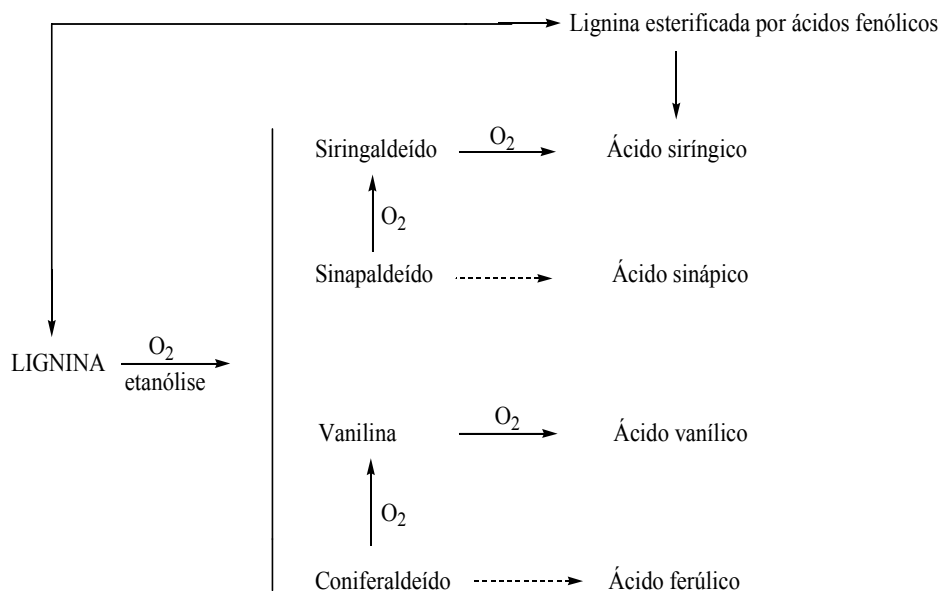 Lignina esterificada por ácidos fenólicos
Siringaldeído O2 Ácido siríngico
O2
Sinapaldeído Ácido sinápico
LIGNINA O2
etanólise
Vanilina O2 Ácido vanílico
O2
Coniferaldeído Ácido ferúlico